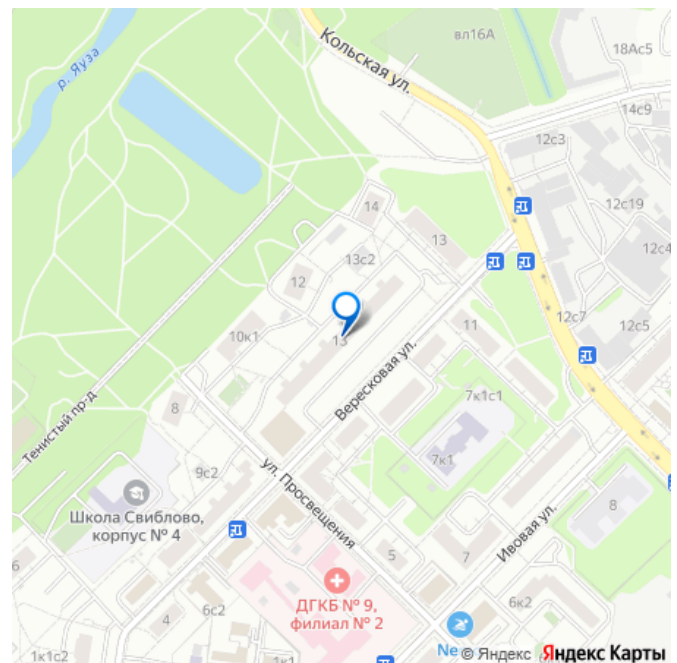 р. Яуза
Кольская ул.
вл16А
18Ас5
14с9
12с3
14
13
12с19
13с2
12с4
12
12с7
12с5
11
10к1
13
Вересковая ул.
7к1с1
8
Тенистый пр-д
9с2
7к1
ул. Просвещения
8
Школа Свиблово,
корпус № 4
Ивовая ул.
5
7
6
ДГКБ № 9,
филиал № 2
6с2
4
6к2
1к1с2
1к1
Ne
© Яндекс Яндекс Карты